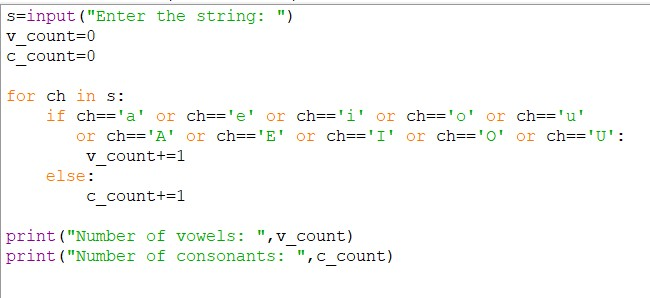 s=input("Enter the string: ")
v_count=0
c_count=0
for ch in s:
if ch=='a' or ch=='e' or ch=='i' or ch=='o' or ch=='u'
or ch=='A' or ch=='E' or ch=='I' or ch=='O' or ch=='U':
v_count+=1
else:
c_count+=1
print("Number of vowels: ",v_count)
print("Number of consonants: ",c_count)